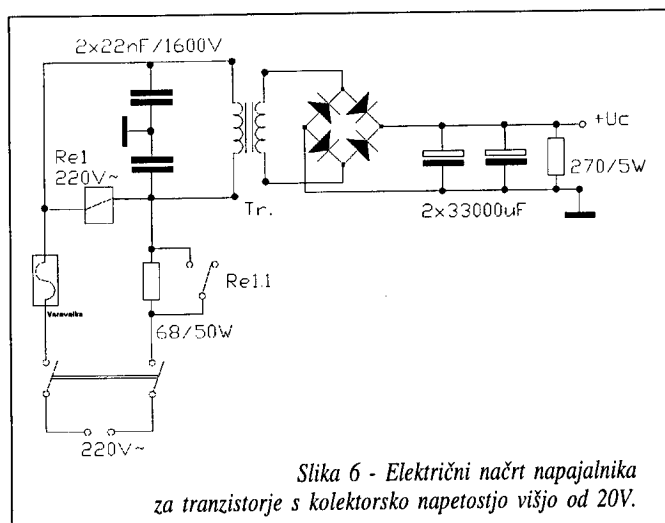 2x22nF/1600V
Re1
220V~
+Uc
270/5W
Tr.
2x33000uF
Re1.1
Varovalka
68/50W
220V~
Slika 6 - Električni načrt napajalnika
za tranzistorje s kolektorsko napetostjo višjo od 20V.